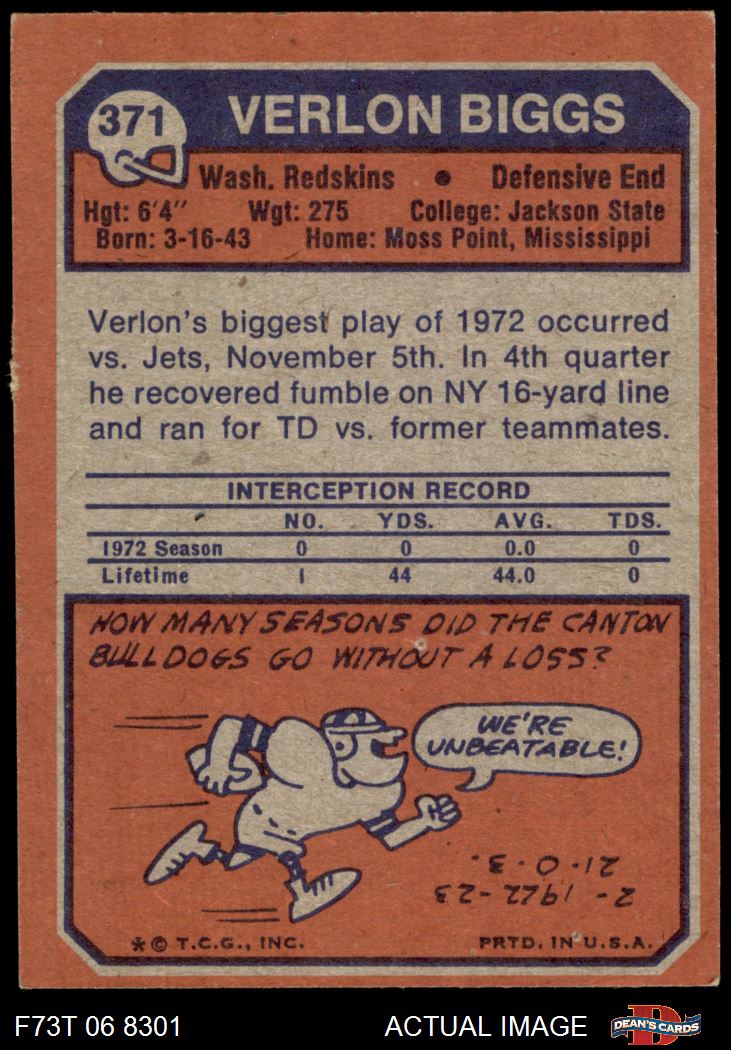 371
VERLON BIGGS
Wash. Redskins • Defensive End
Hgt: 6'4" Wgt: 275 College: Jackson State
Born: 3-16-43 Home: Moss Point, Mississippi
Verlon's biggest play of 1972 occurred
vs. Jets, November 5th. In 4th quarter
he recovered fumble on NY 16-yard line
and ran for TD vs. former teammates.
INTERCEPTION RECORD
NO. YDS. AVG. TDS.
1972 Season 0 0 0.0 0
Lifetime 1 44 44.0 0
HOW MANY SEASONS DID THE CANTON
BULLDOGS GO WITHOUT A LOSS?
WE'RE
UNBEATABLE!
2- 1922-23
21-0-3.
*© T.C.G., INC. PRTD. IN U.S.A.
F73T 06 8301 ACTUAL IMAGE
D
DEAN'S CARDS